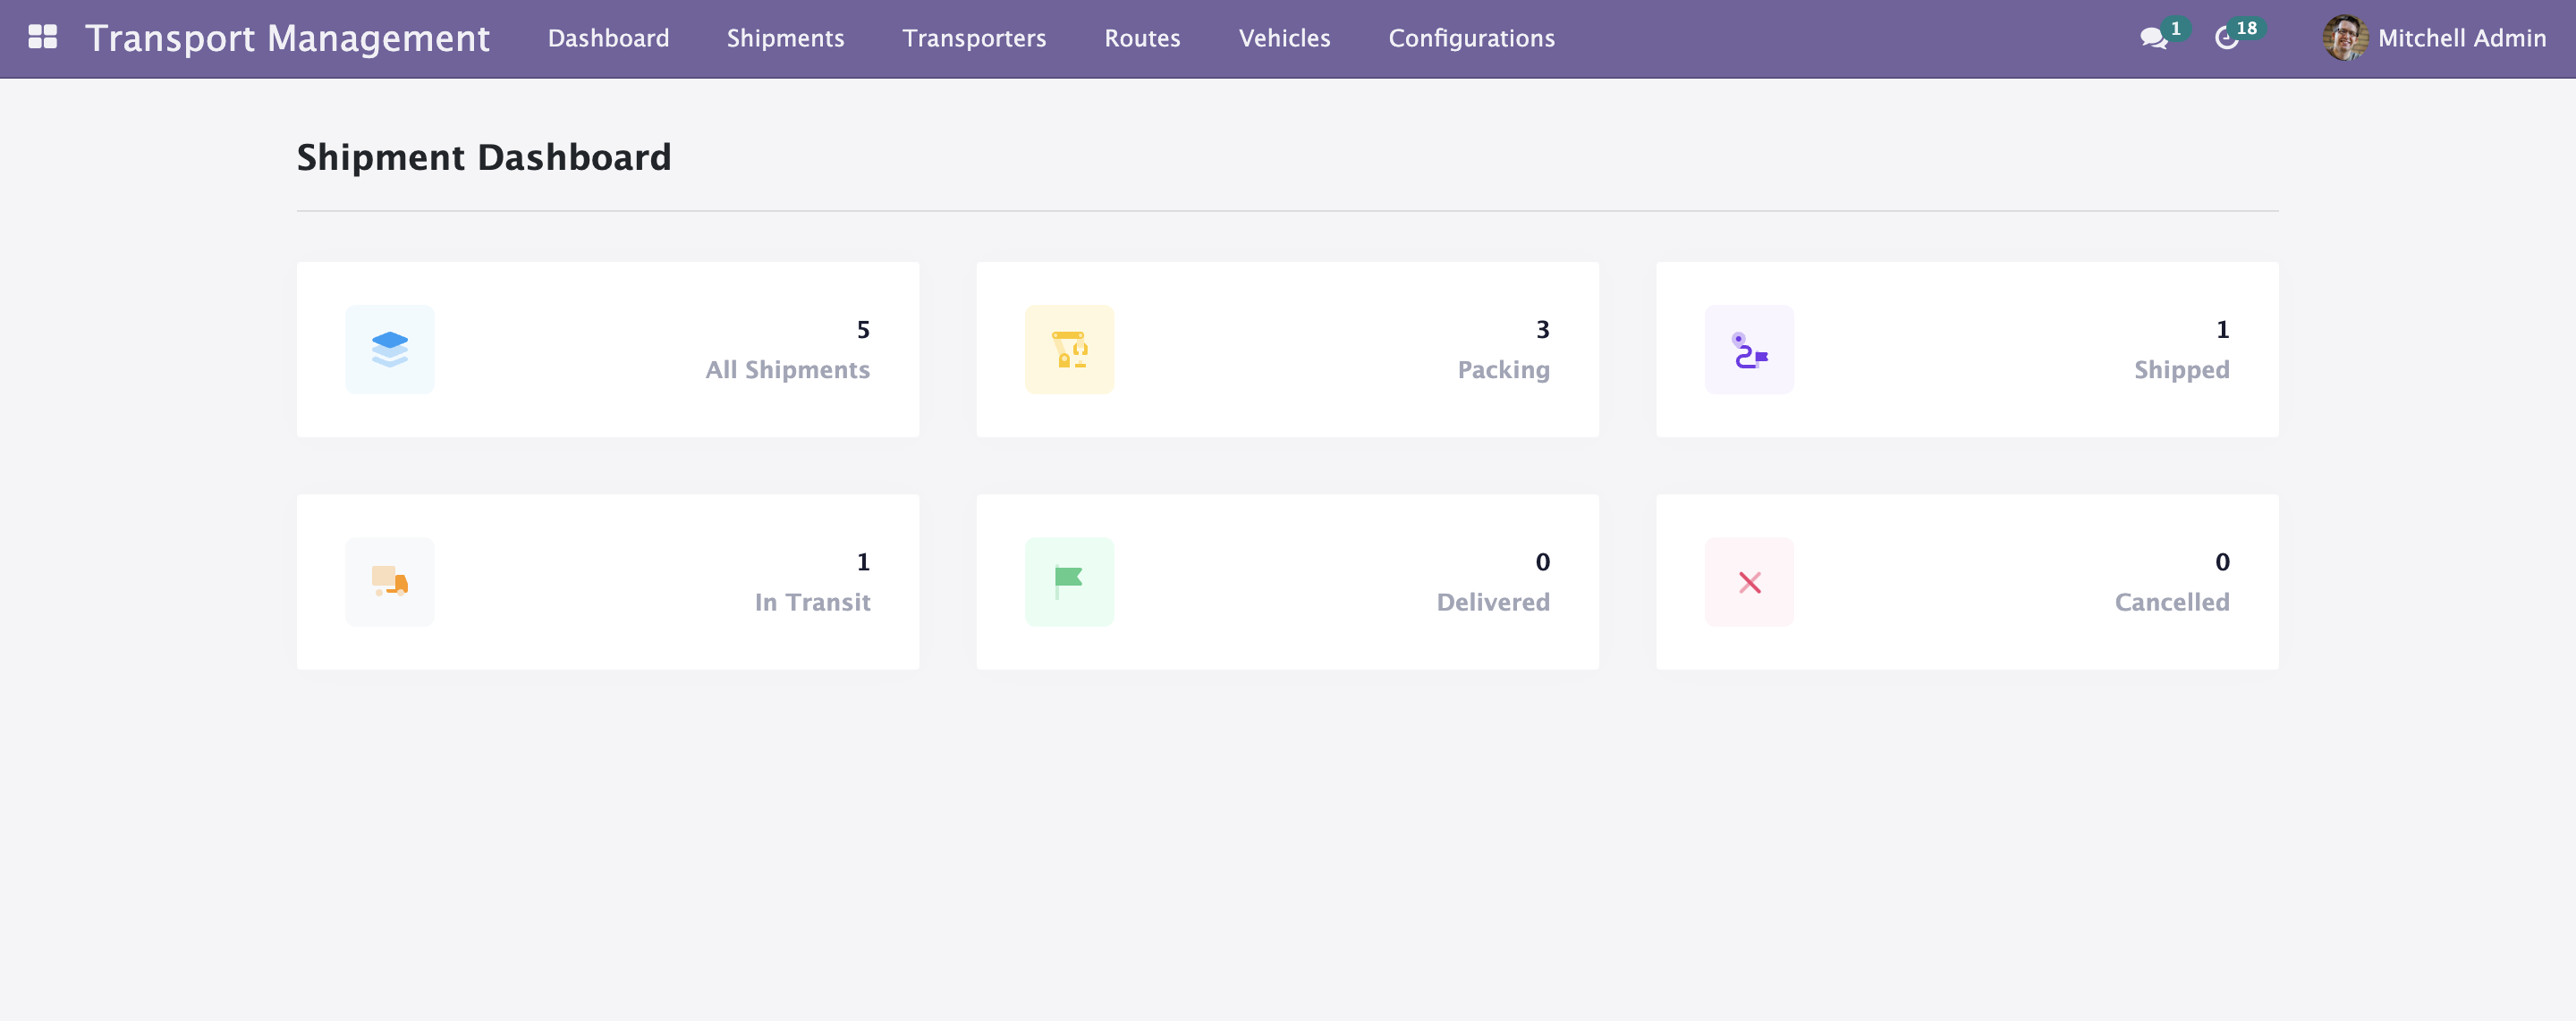 Transport Management Dashboard Shipments Transporters Routes Vehicles Configurations 1 18 Mitchell Admin
Shipment Dashboard
5 3 1
All Shipments Packing Shipped
1 0 0
In Transit Delivered Cancelled